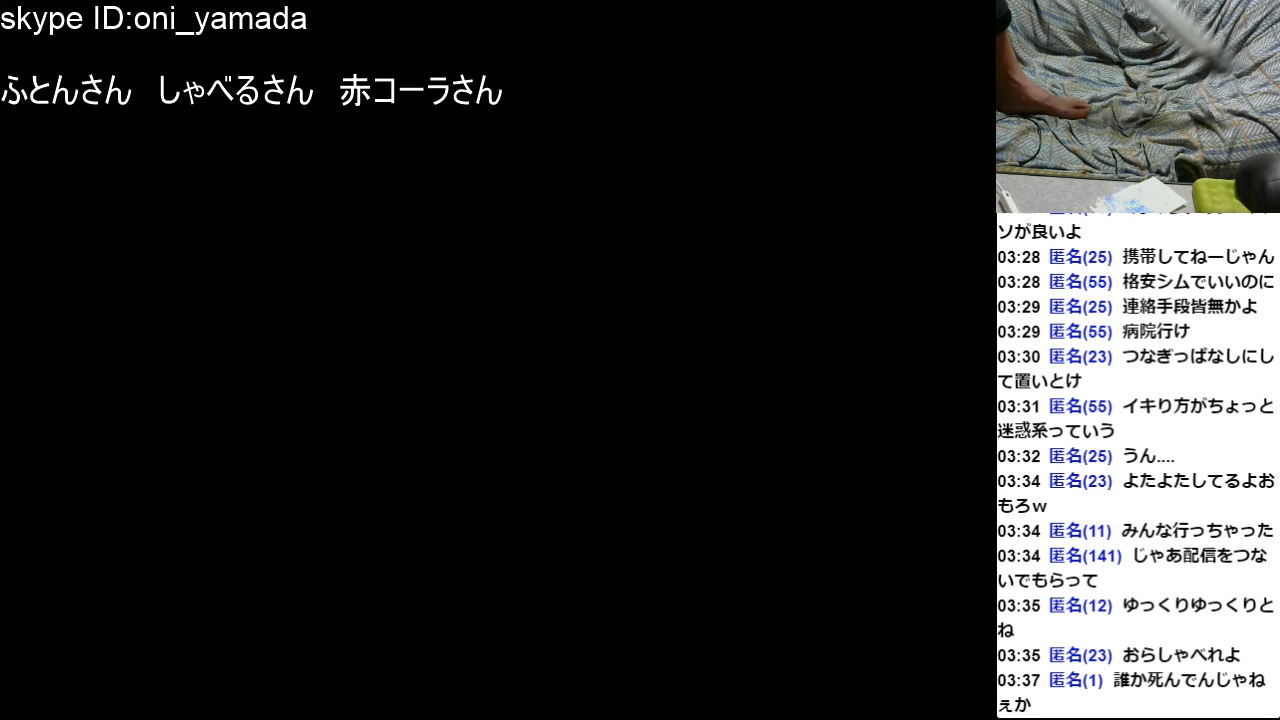 skype ID:oni_yamada
ふとんさん しゃべるさん 赤コーラさん
ソが良いよ
03:28 匿名(25) 携帯してねーじゃん
03:28 匿名(55) 格安シムでいいのに
03:29 匿名(25) 連絡手段皆無かよ
03:29 匿名(55) 病院行け
03:30 匿名(23) つなぎっぱなしにし
て置いとけ
03:31 匿名(55) イキり方がちょっと
迷惑系っていう
03:32 匿名(25) うん....
03:34 匿名(23) よたよたしてるよお
もろｗ
03:34 匿名(11) みんな行っちゃった
03:34 匿名(141) じゃあ配信をつな
いでもらって
03:35 匿名(12) ゆっくりゆっくりと
ね
03:35 匿名(23) おらしゃべれよ
03:37 匿名(1) 誰か死んでんじゃね
ぇか